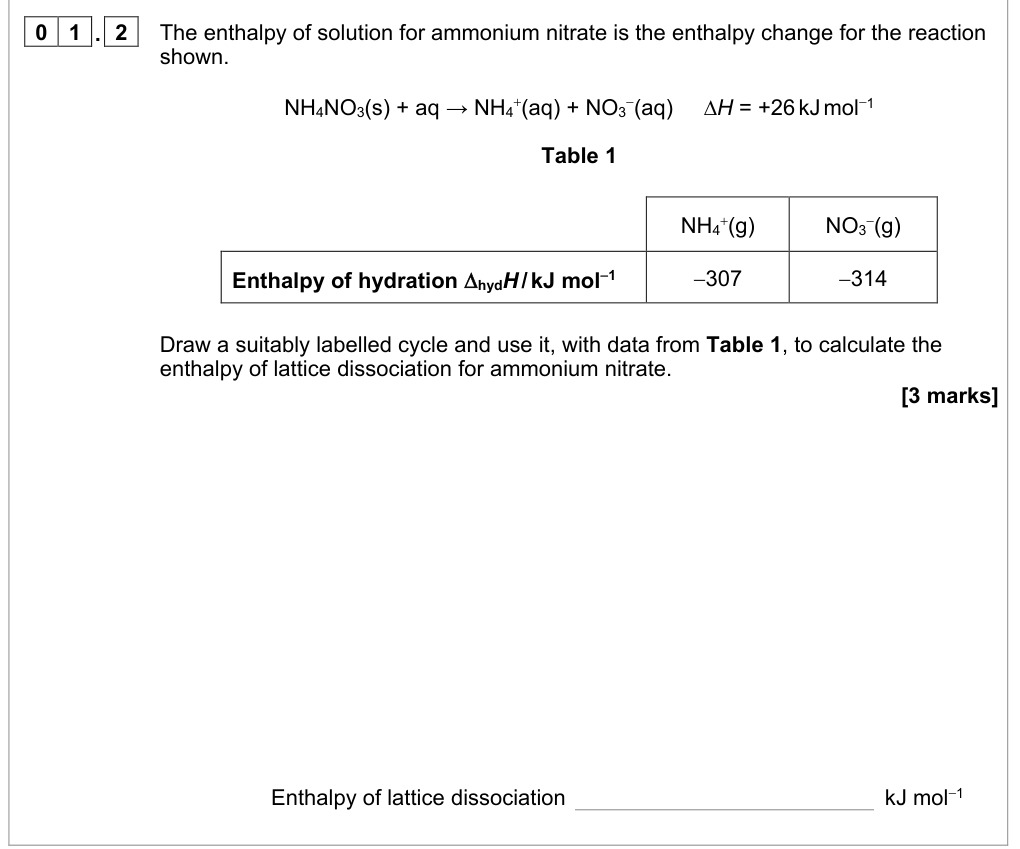 0 1 . 2 The enthalpy of solution for ammonium nitrate is the enthalpy change for the reaction
shown.
NH₄NO₃(s) + aq → NH₄⁺(aq) + NO₃⁻(aq) ΔH = +26 kJ mol⁻¹
Table 1
NH₄⁺(g) NO₃⁻(g)
Enthalpy of hydration ΔhydH / kJ mol⁻¹ –307 –314
Draw a suitably labelled cycle and use it, with data from Table 1, to calculate the
enthalpy of lattice dissociation for ammonium nitrate.
[3 marks]
Enthalpy of lattice dissociation kJ mol⁻¹